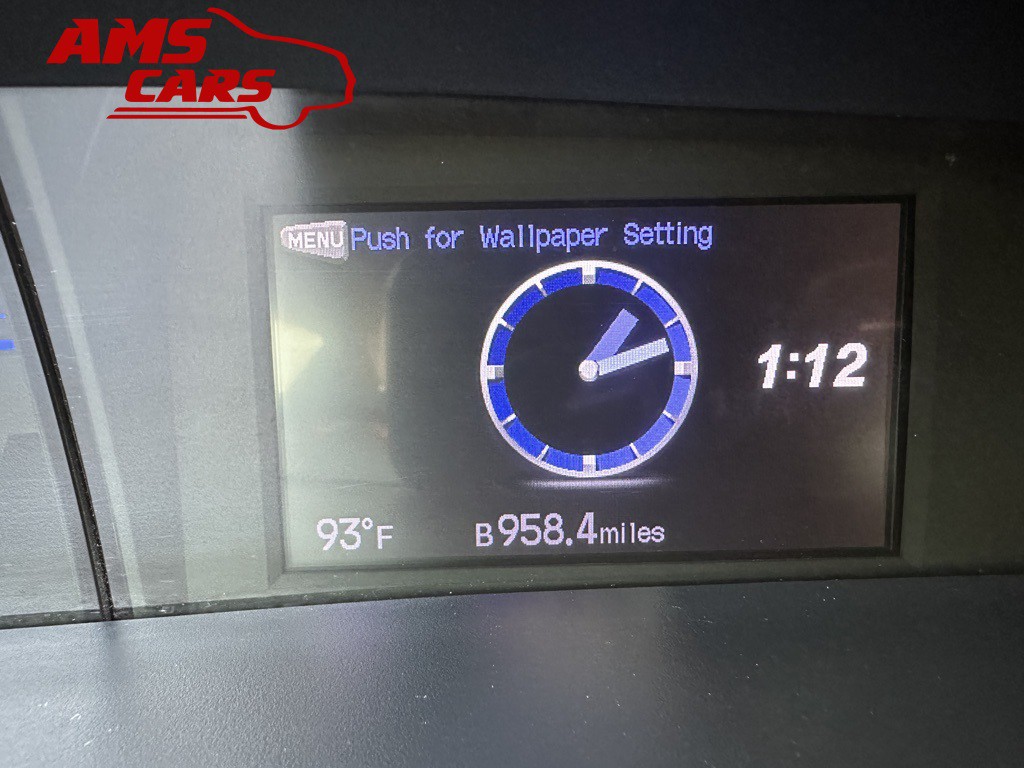 AMS
CARS
MENU Push for Wallpaper Setting
1:12
93°F
B 958.4 miles